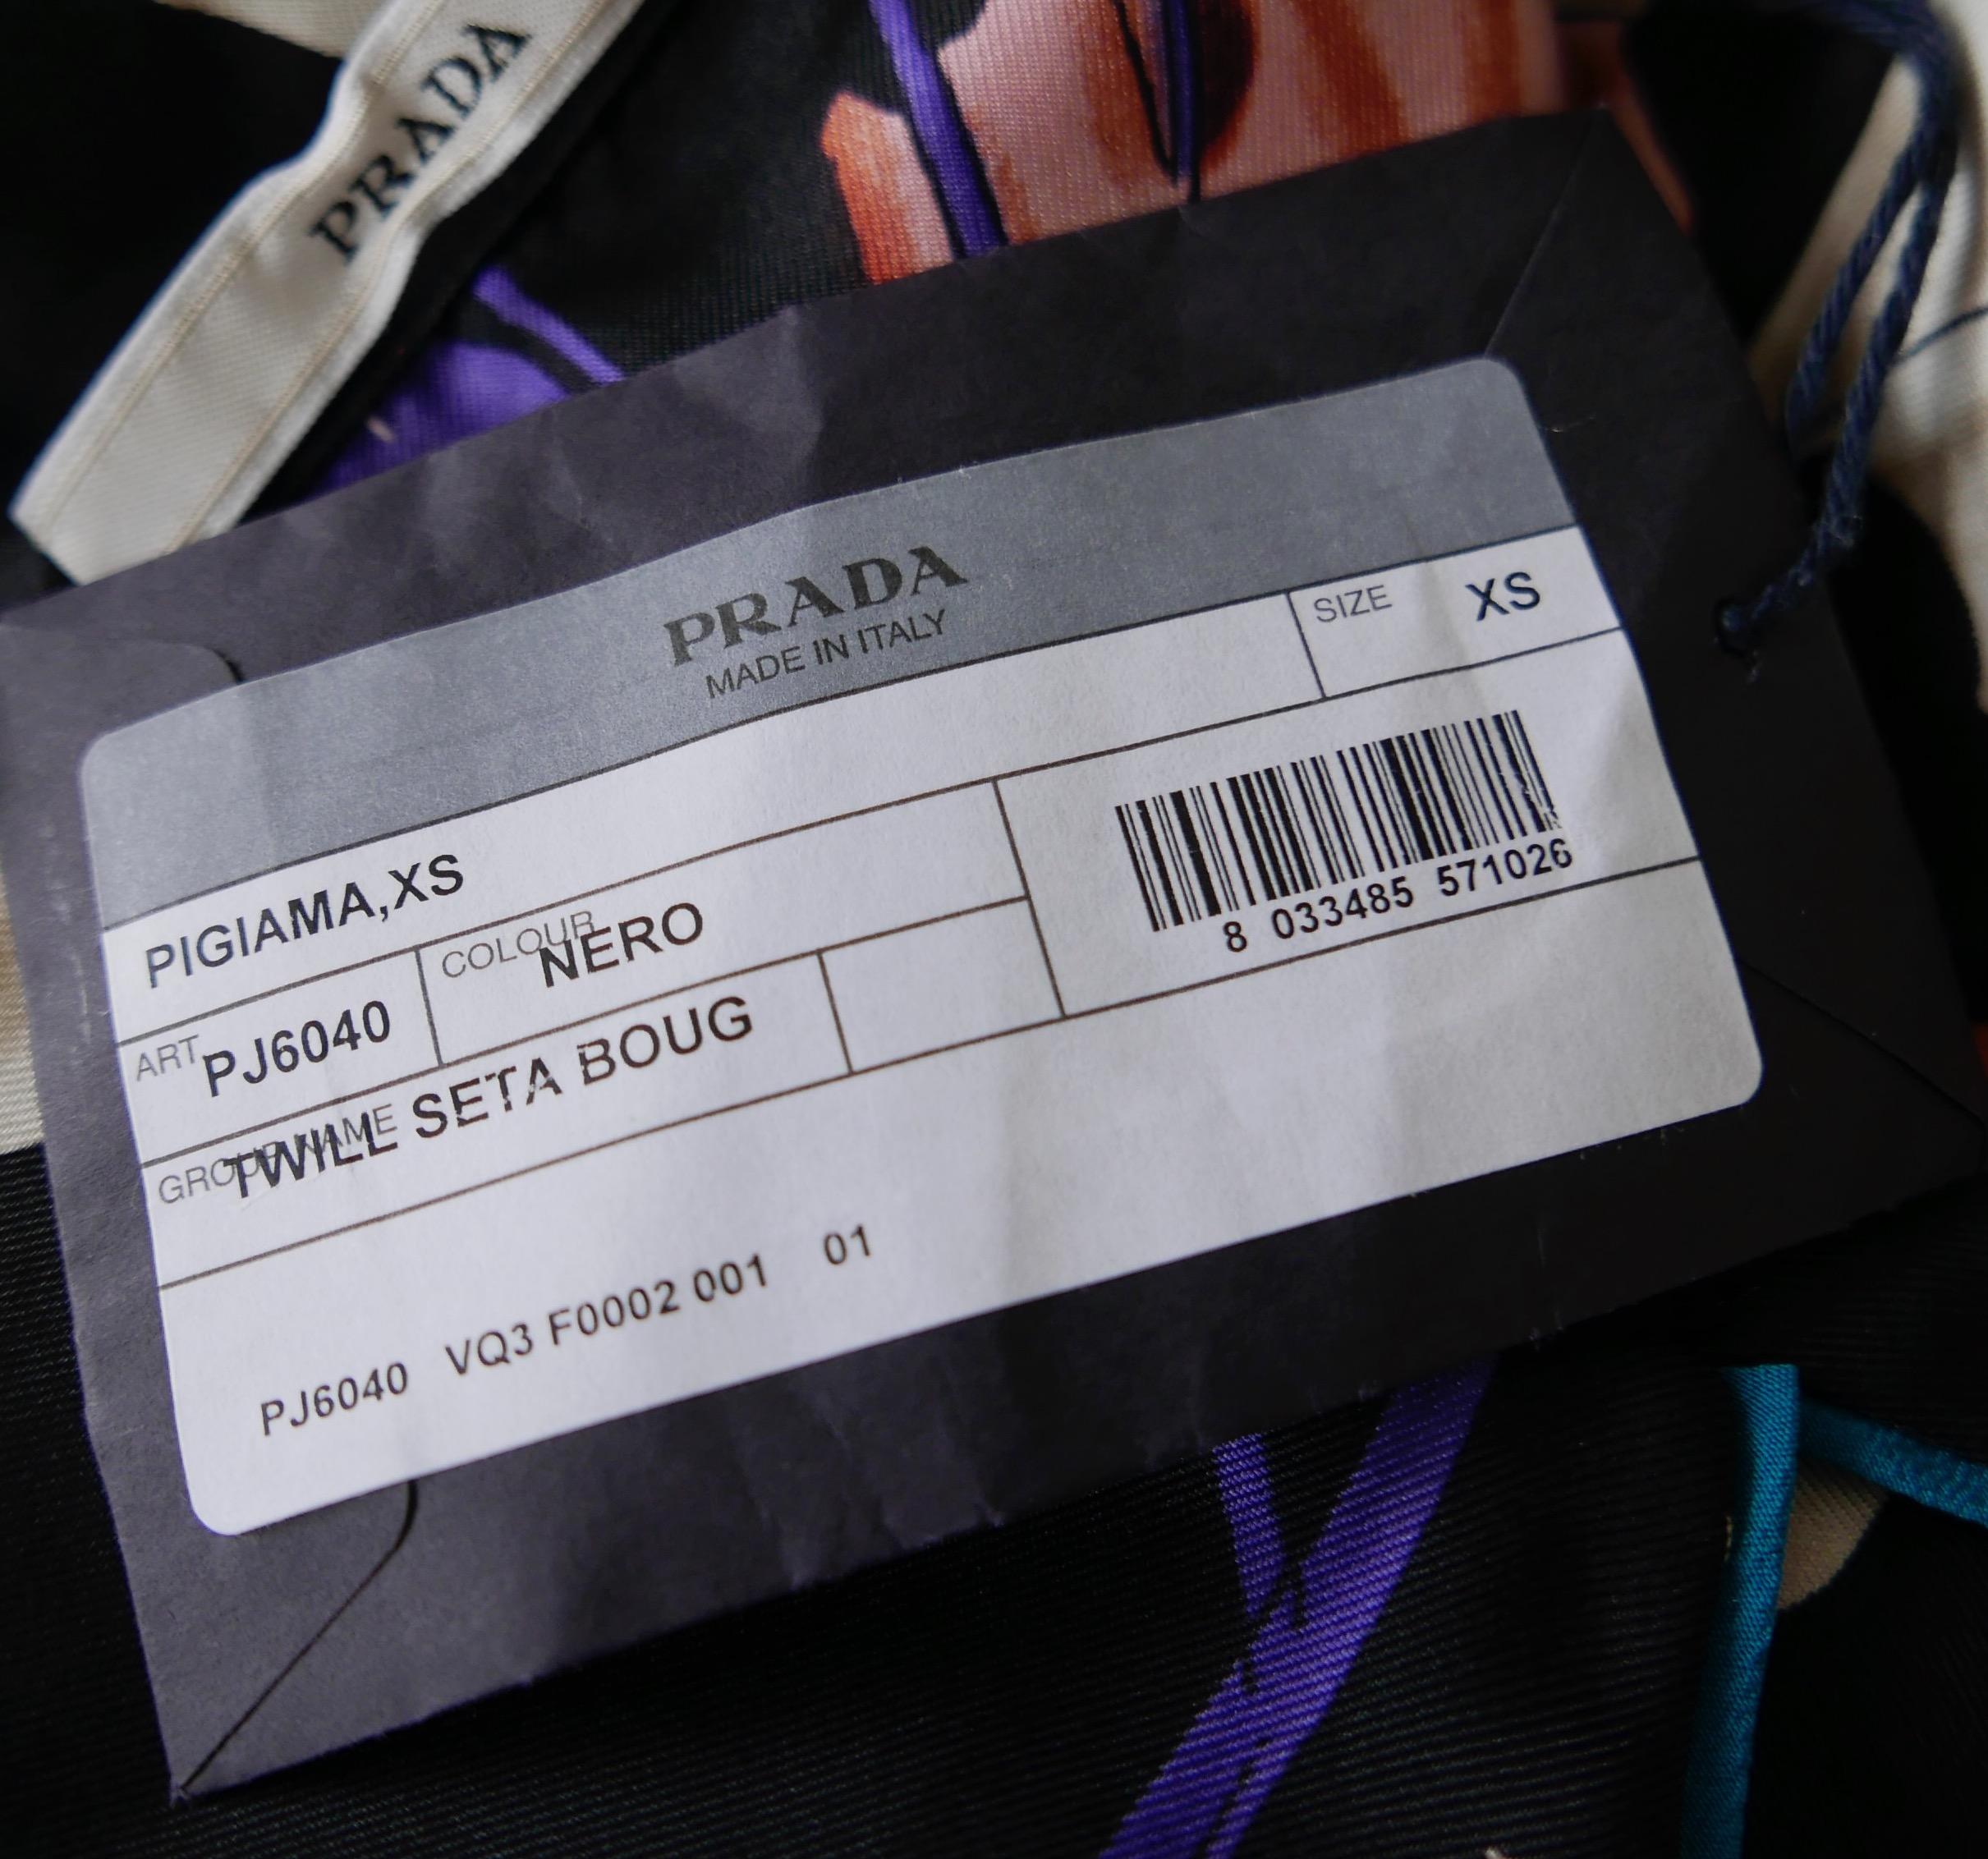 PRADA
PRADA
MADE IN ITALY
SIZE XS
PIGIAMA,XS
ART PJ6040 COLOUR NERO
8 033485 571026
GROUP NAME TWILL SETA BOUG
PJ6040 VQ3 F0002 001 01